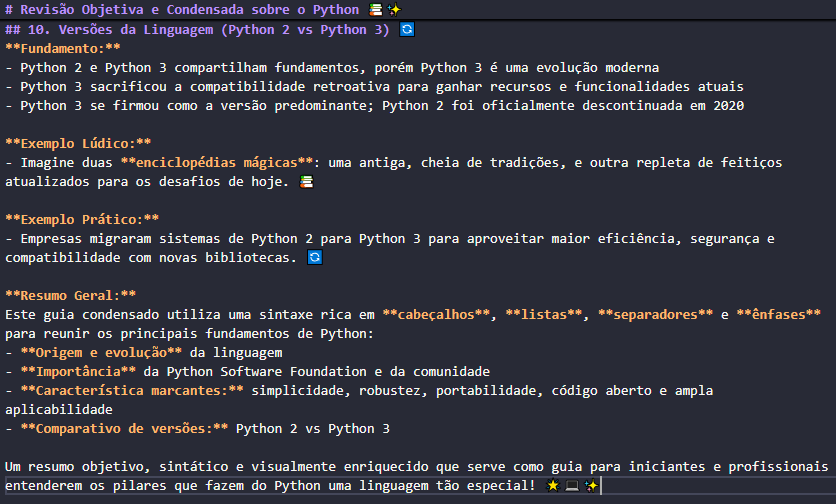 # Revisão Objetiva e Condensada sobre o Python 📚✨
## 10. Versões da Linguagem (Python 2 vs Python 3) 🔄
**Fundamento:**
- Python 2 e Python 3 compartilham fundamentos, porém Python 3 é uma evolução moderna
- Python 3 sacrificou a compatibilidade retroativa para ganhar recursos e funcionalidades atuais
- Python 3 se firmou como a versão predominante; Python 2 foi oficialmente descontinuada em 2020
**Exemplo Lúdico:**
- Imagine duas **enciclopédias mágicas**: uma antiga, cheia de tradições, e outra repleta de feitiços
atualizados para os desafios de hoje. 📚
**Exemplo Prático:**
- Empresas migraram sistemas de Python 2 para Python 3 para aproveitar maior eficiência, segurança e
compatibilidade com novas bibliotecas. 🔄
**Resumo Geral:**
Este guia condensado utiliza uma sintaxe rica em **cabeçalhos**, **listas**, **separadores** e **ênfases**
para reunir os principais fundamentos de Python:
- **Origem e evolução** da linguagem
- **Importância** da Python Software Foundation e da comunidade
- **Característica marcantes:** simplicidade, robustez, portabilidade, código aberto e ampla
aplicabilidade
- **Comparativo de versões:** Python 2 vs Python 3
Um resumo objetivo, sintático e visualmente enriquecido que serve como guia para iniciantes e profissionais
entenderem os pilares que fazem do Python uma linguagem tão especial! ⭐💻✨